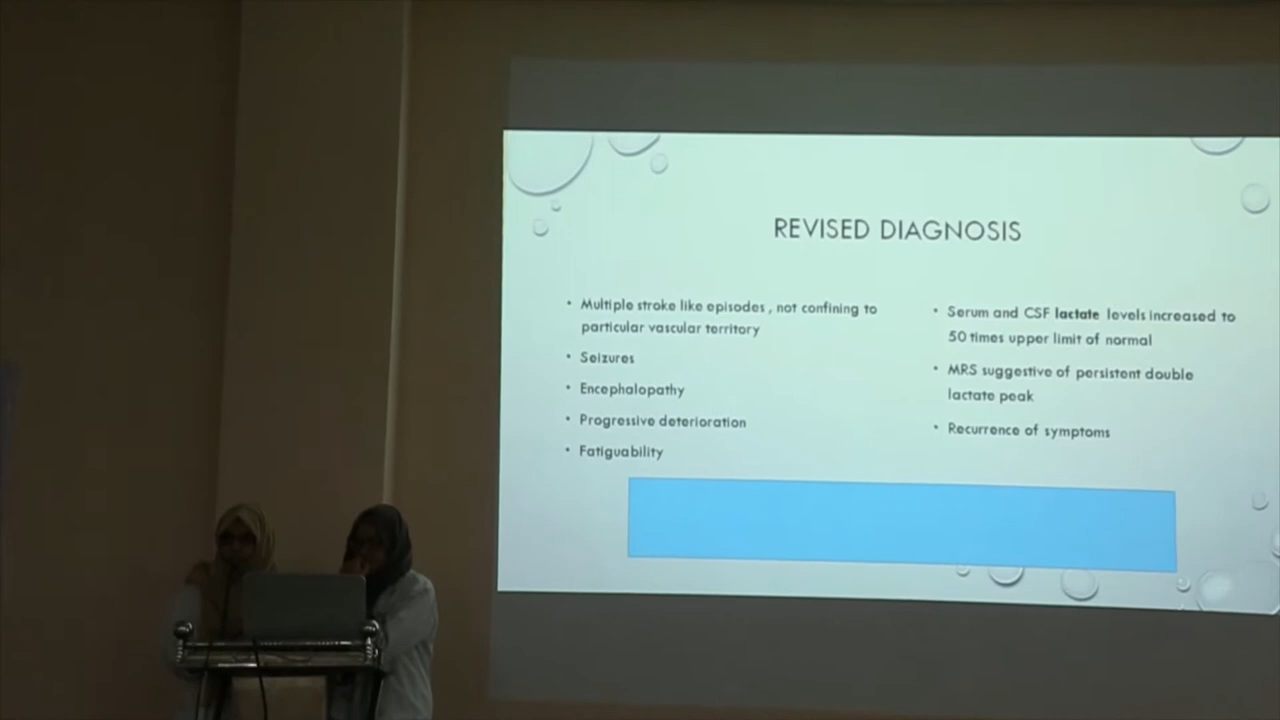 REVISED DIAGNOSIS
• Multiple stroke like episodes , not confining to
particular vascular territory
• Seizures
• Encephalopathy
• Progressive deterioration
• Fatiguability
• Serum and CSF lactate levels increased to
50 times upper limit of normal
• MRS suggestive of persistent double
lactate peak
• Recurrence of symptoms